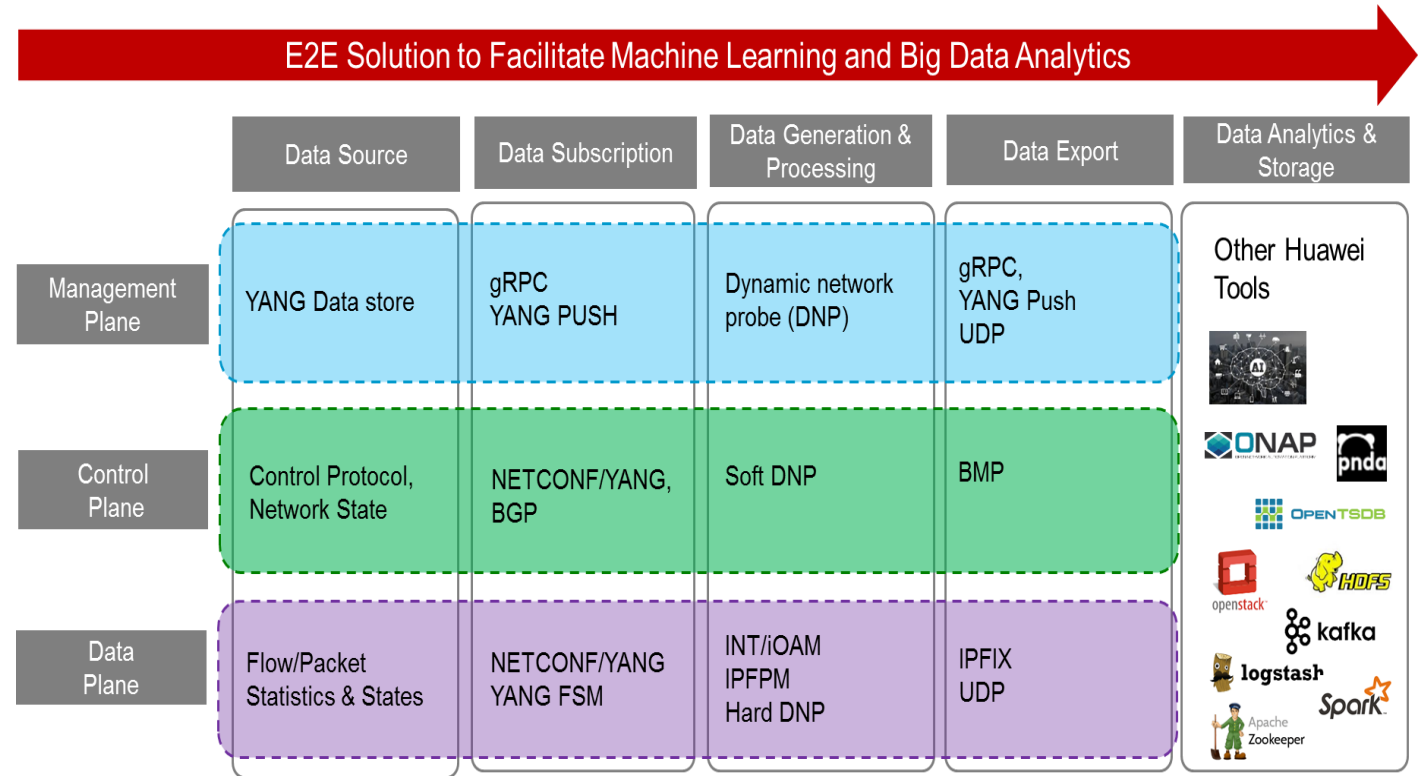 E2E Solution to Facilitate Machine Learning and Big Data Analytics
Data Source
Data Subscription
Data Generation &
Processing
Data Export
Data Analytics &
Storage
Management
Plane
YANG Data store
gRPC
YANG PUSH
Dynamic network
probe (DNP)
gRPC,
YANG Push
UDP
Control
Plane
Control Protocol,
Network State
NETCONF/YANG,
BGP
Soft DNP
BMP
Data
Plane
Flow/Packet
Statistics & States
NETCONF/YANG
YANG FSM
INT/iOAM
IPFPM
Hard DNP
IPFIX
UDP
Other Huawei
Tools
AI
ONAP
pnda
OPENTSDB
openstack
HDFS
kafka
logstash
Spark
Apache
Zookeeper